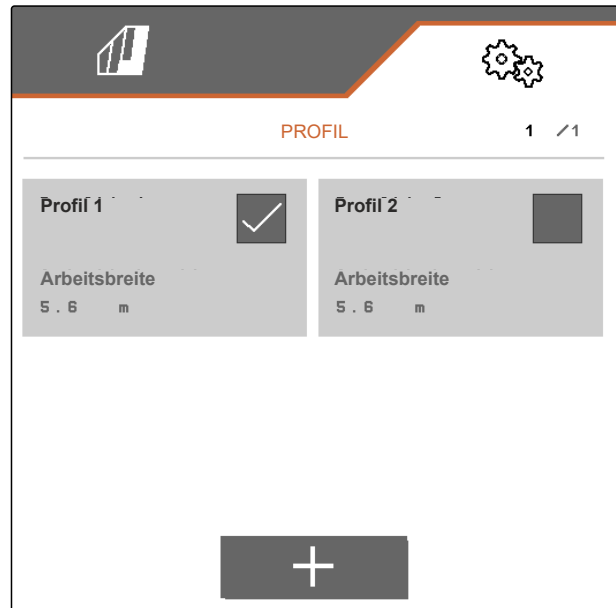 PROFIL 1 /1
Profil 1 Profil 2
Arbeitsbreite Arbeitsbreite
5.6 m 5.6 m